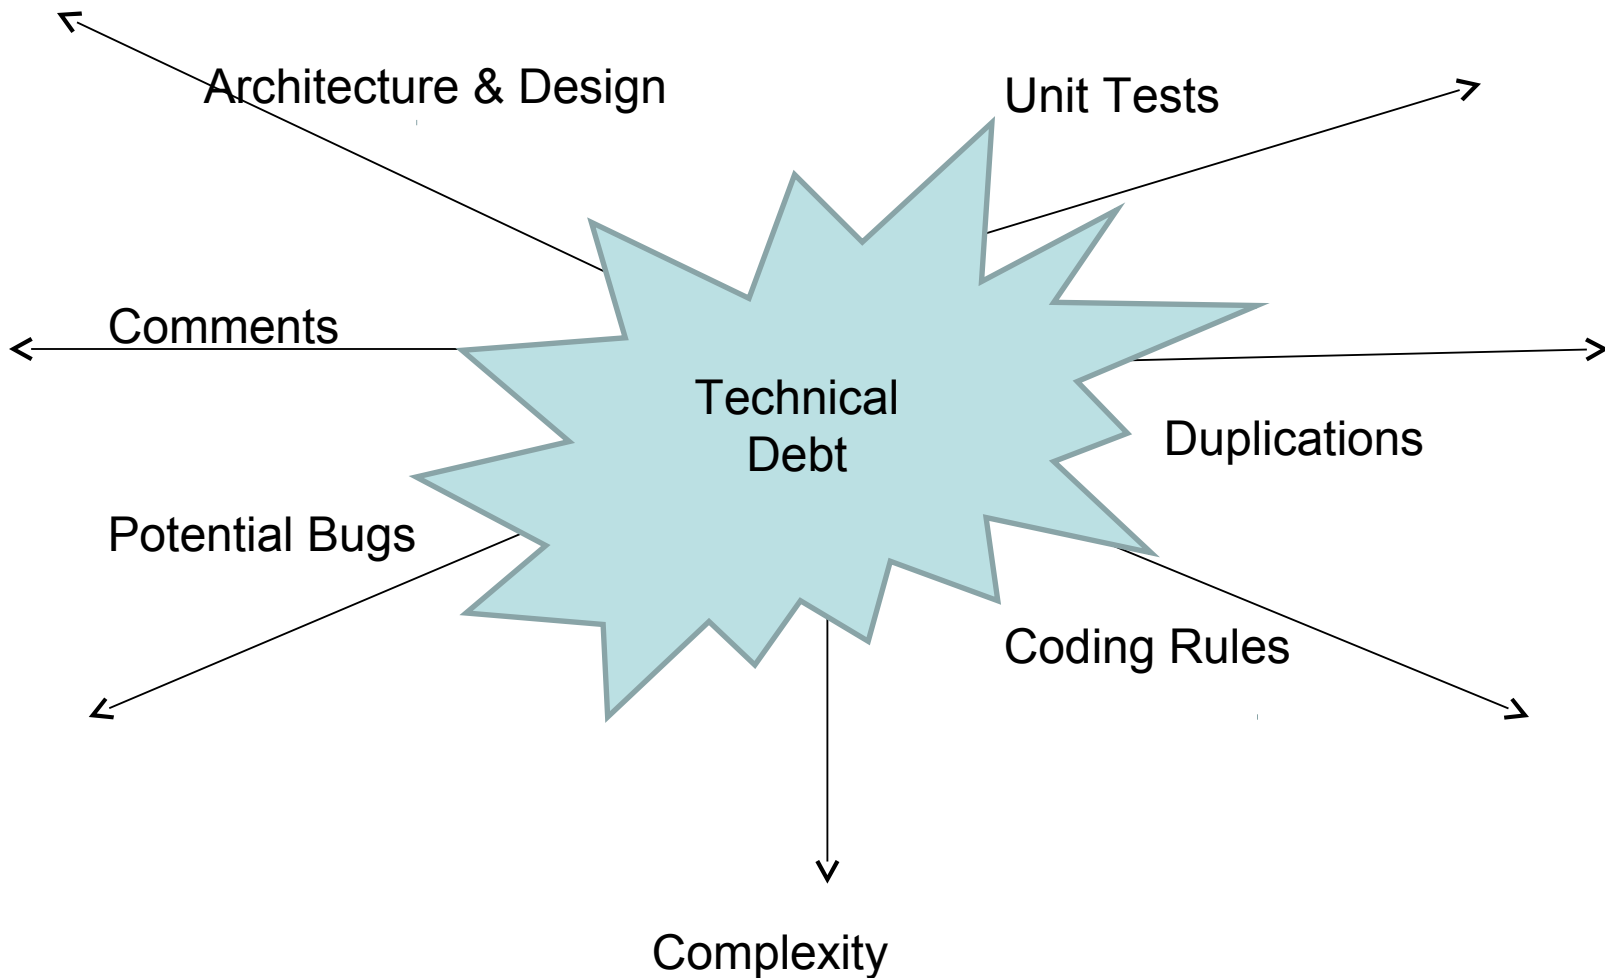 Architecture & Design
Unit Tests
Comments
Technical
Debt
Duplications
Potential Bugs
Coding Rules
Complexity